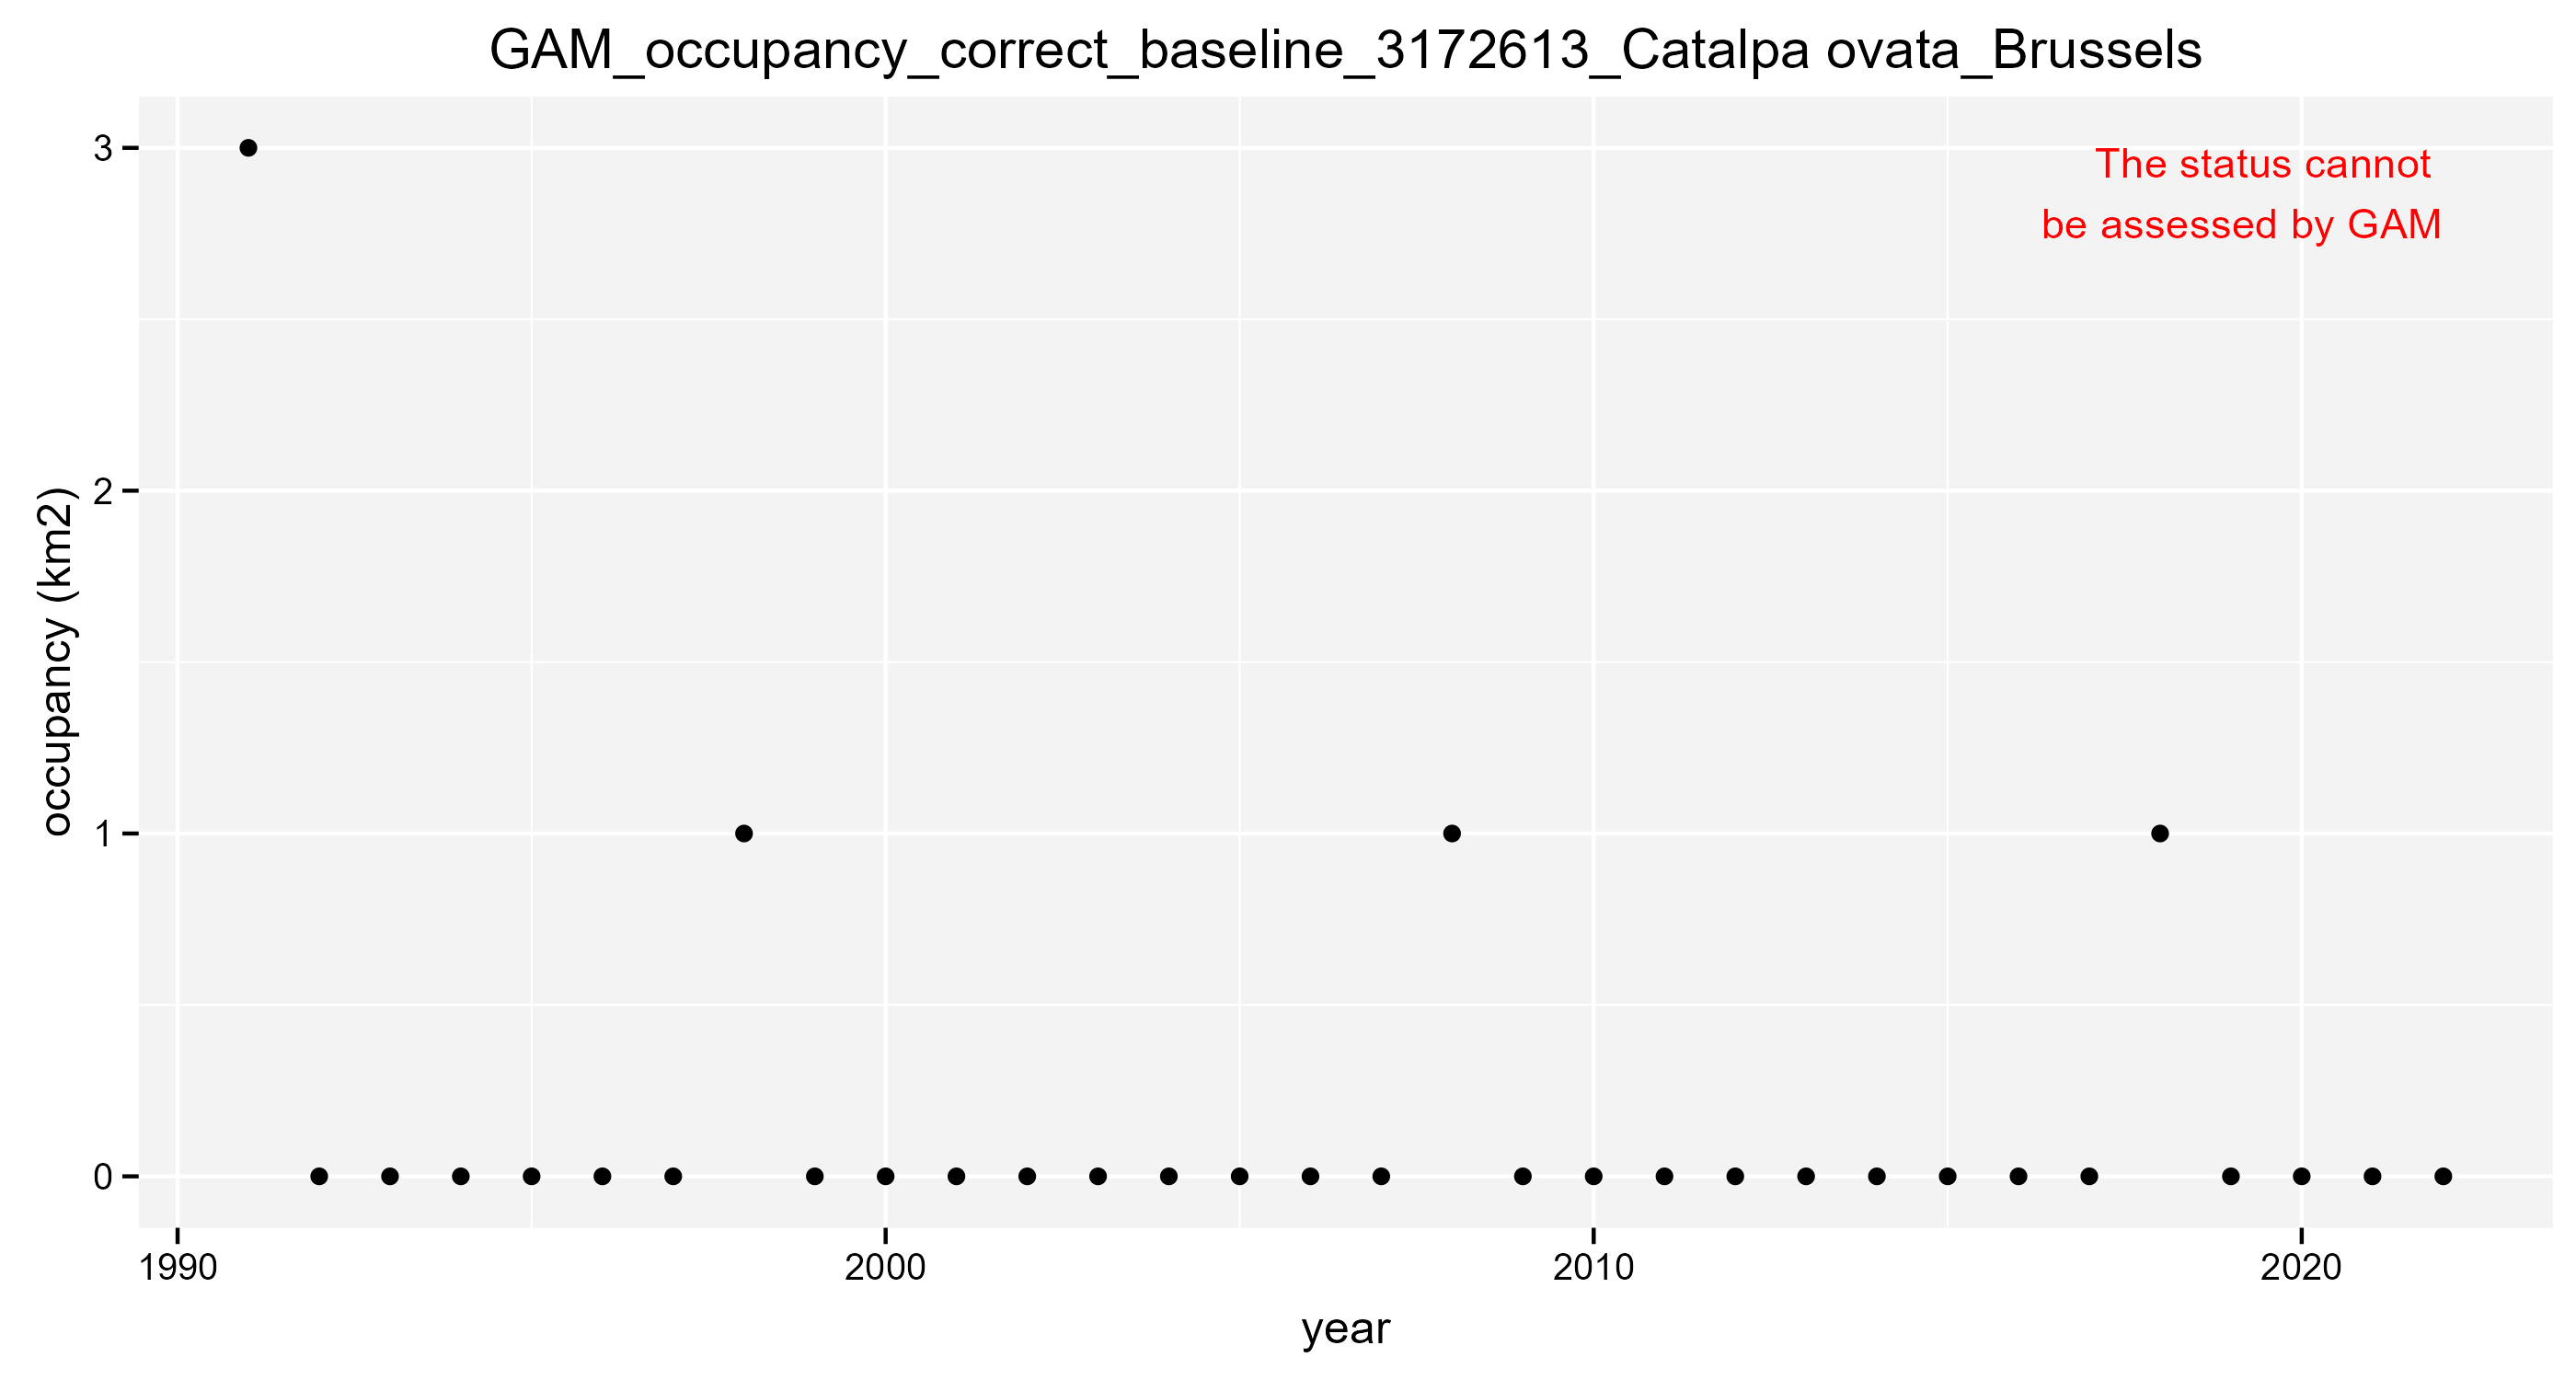 GAM_occupancy_correct_baseline_3172613_Catalpa ovata_Brussels
3
The status cannot
be assessed by GAM
2
occupancy (km2)
1
0
1990
2000
2010
2020
year